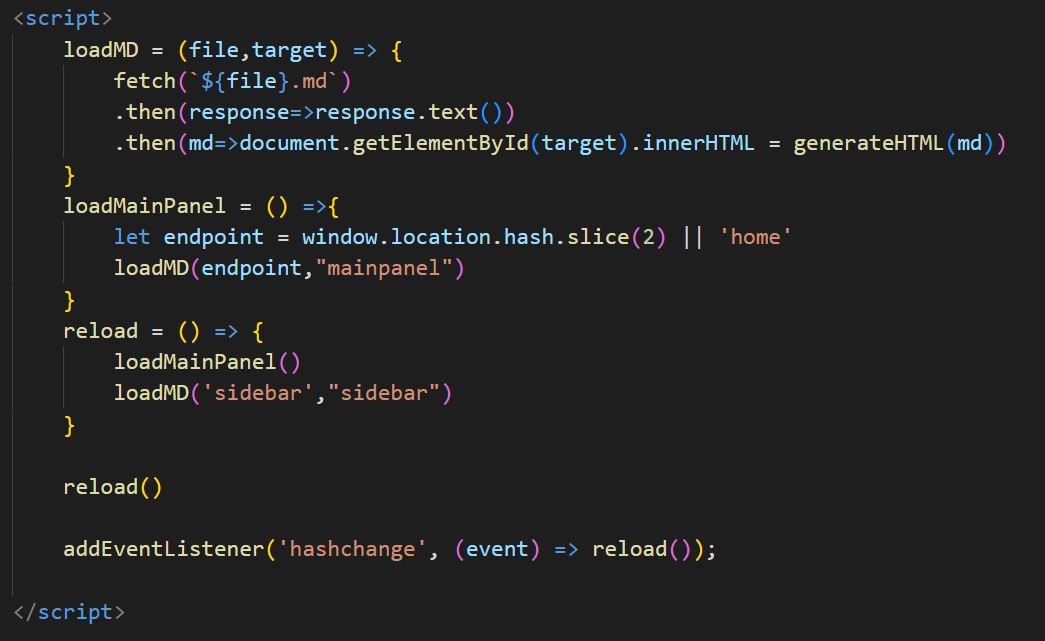 <script>
    loadMD = (file,target) => {
        fetch(`${file}.md`)
        .then(response=>response.text())
        .then(md=>document.getElementById(target).innerHTML = generateHTML(md))
    }
    loadMainPanel = () =>{
        let endpoint = window.location.hash.slice(2) || 'home'
        loadMD(endpoint,"mainpanel")
    }
    reload = () => {
        loadMainPanel()
        loadMD('sidebar',"sidebar")
    }

    reload()

    addEventListener('hashchange', (event) => reload());

</script>